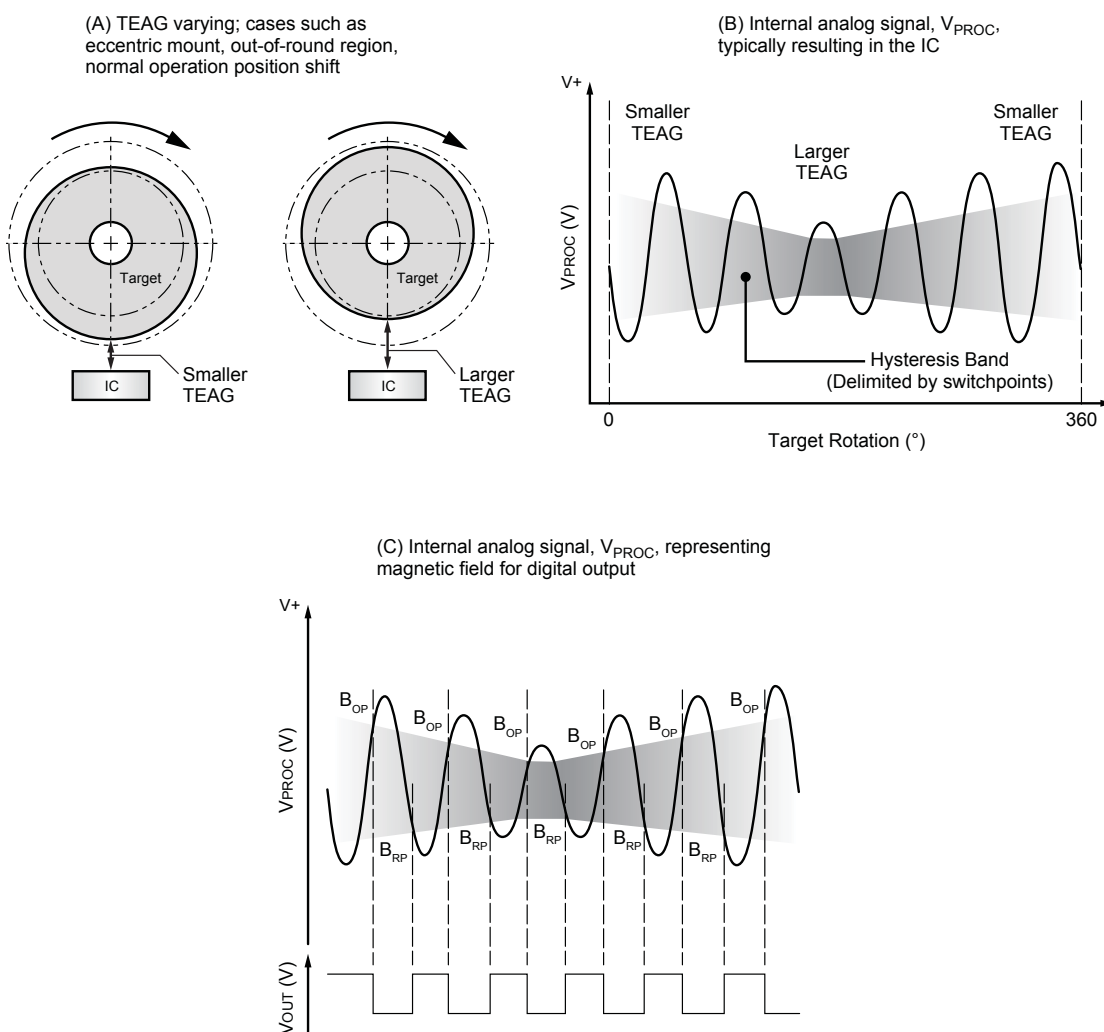 (A) TEAG varying; cases such as
eccentric mount, out-of-round region,
normal operation position shift
Target
IC
Smaller
TEAG
Target
IC
Larger
TEAG
(B) Internal analog signal, VPROC,
typically resulting in the IC
V+
VPROC (V)
Smaller
TEAG
Larger
TEAG
Smaller
TEAG
Hysteresis Band
(Delimited by switchpoints)
0
360
Target Rotation (°)
(C) Internal analog signal, VPROC, representing
magnetic field for digital output
V+
VPROC (V)
BOP
BOP
BOP
BOP
BOP
BOP
BRP
BRP
BRP
BRP
BRP
VOUT (V)